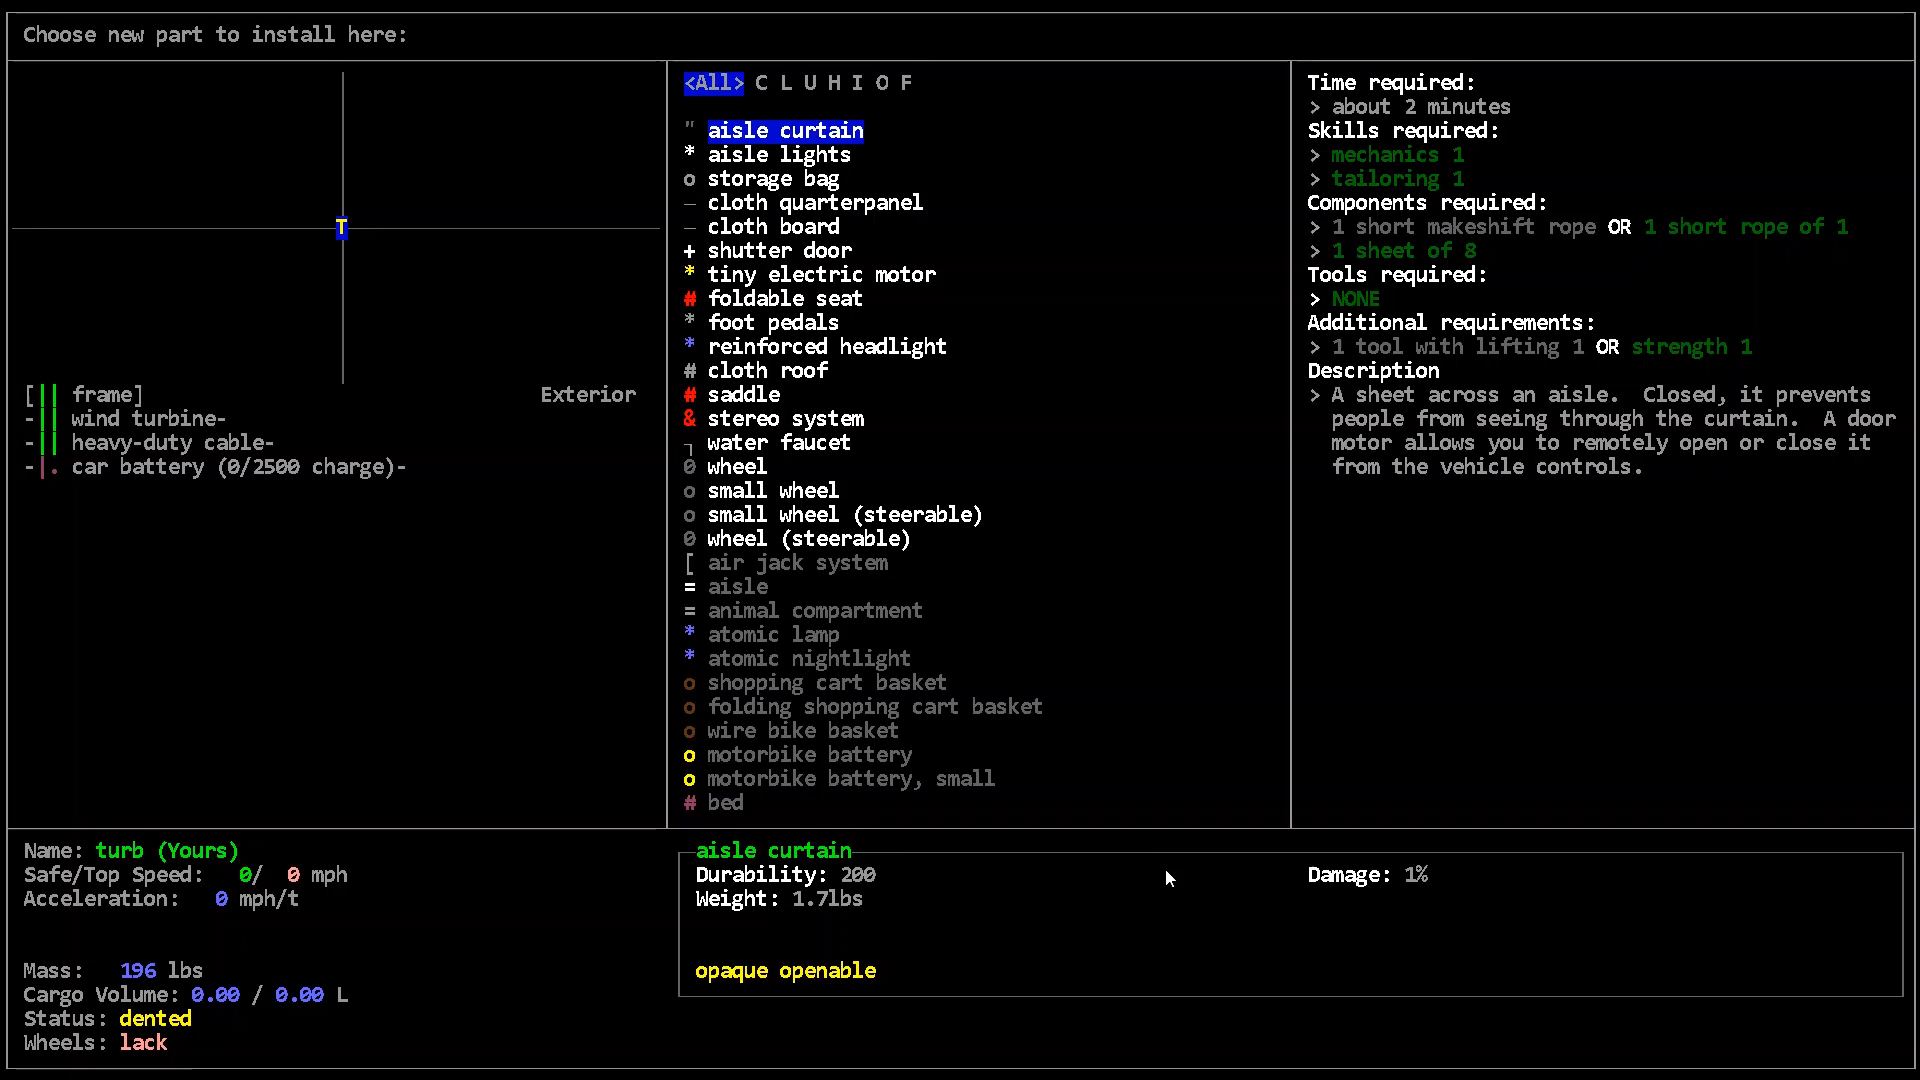 Choose new part to install here:
T
[|| frame] Exterior
-|| wind turbine-
-|| heavy-duty cable-
-|. car battery (0/2500 charge)-
<All> C L U H I O F
" aisle curtain
* aisle lights
o storage bag
– cloth quarterpanel
– cloth board
+ shutter door
* tiny electric motor
# foldable seat
* foot pedals
* reinforced headlight
# cloth roof
# saddle
& stereo system
┐ water faucet
0 wheel
o small wheel
o small wheel (steerable)
0 wheel (steerable)
[ air jack system
= aisle
= animal compartment
* atomic lamp
* atomic nightlight
o shopping cart basket
o folding shopping cart basket
o wire bike basket
o motorbike battery
o motorbike battery, small
# bed
Time required:
> about 2 minutes
Skills required:
> mechanics 1
> tailoring 1
Components required:
> 1 short makeshift rope OR 1 short rope of 1
> 1 sheet of 8
Tools required:
> NONE
Additional requirements:
> 1 tool with lifting 1 OR strength 1
Description
> A sheet across an aisle.  Closed, it prevents
people from seeing through the curtain.  A door
motor allows you to remotely open or close it
from the vehicle controls.
Name: turb (Yours)
Safe/Top Speed: 0/ 0 mph
Acceleration: 0 mph/t
Mass: 196 lbs
Cargo Volume: 0.00 / 0.00 L
Status: dented
Wheels: lack
aisle curtain
Durability: 200 Damage: 1%
Weight: 1.7lbs
opaque openable